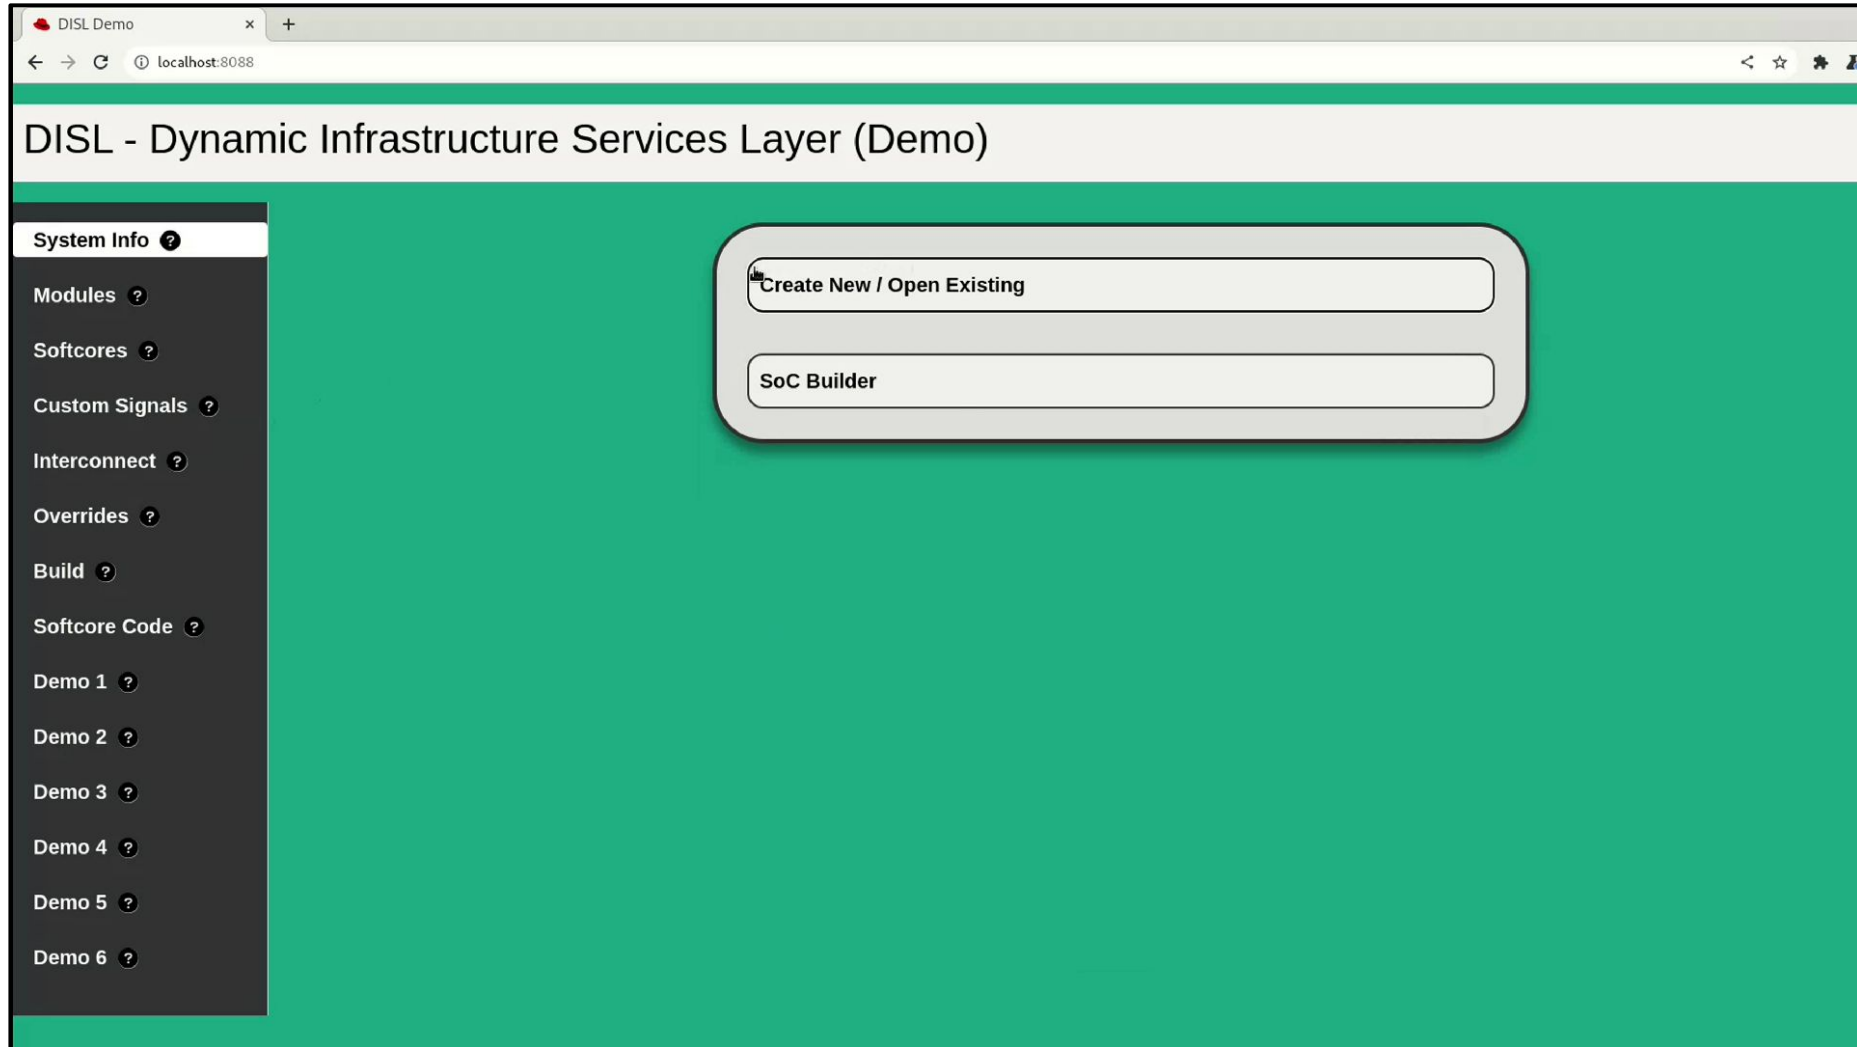 DISL Demo
localhost:8088
DISL - Dynamic Infrastructure Services Layer (Demo)
System Info ?
Modules ?
Softcores ?
Custom Signals ?
Interconnect ?
Overrides ?
Build ?
Softcore Code ?
Demo 1 ?
Demo 2 ?
Demo 3 ?
Demo 4 ?
Demo 5 ?
Demo 6 ?
Create New / Open Existing
SoC Builder